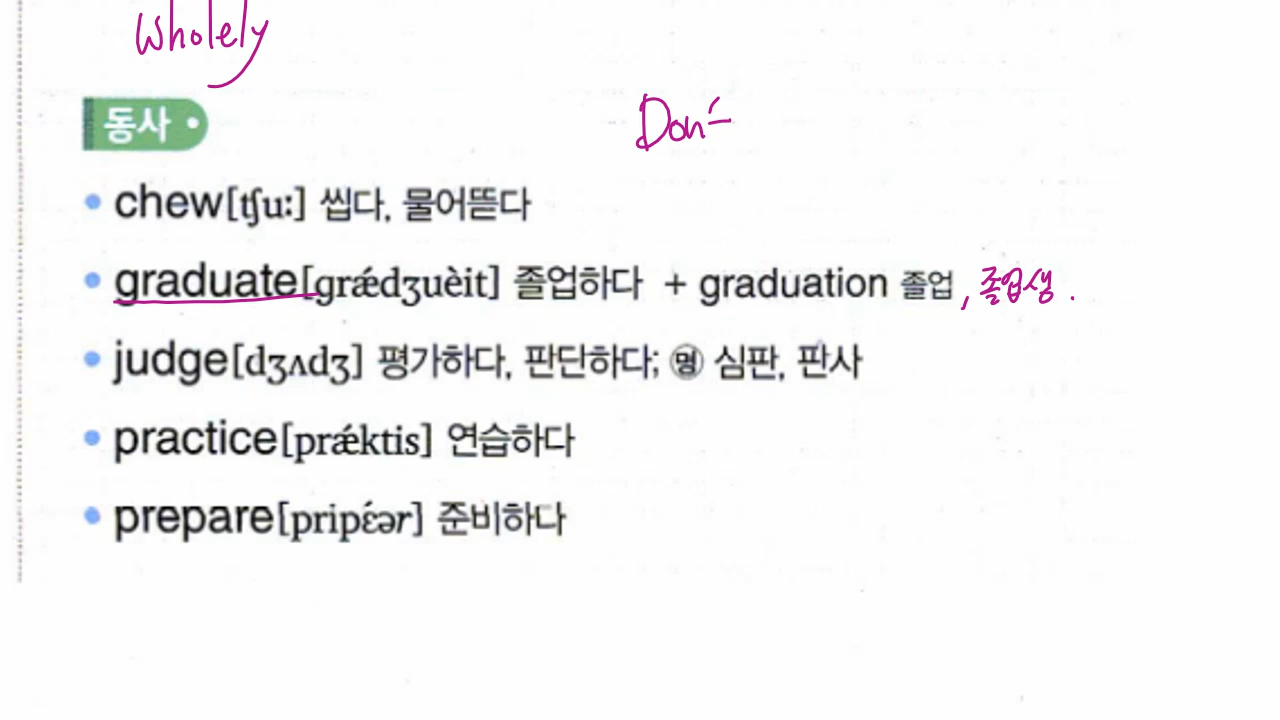 wholely
동사
Don'
chew[tʃuː] 씹다, 물어뜯다
graduate[grǽdʒuèit] 졸업하다 + graduation 졸업, 졸업생.
judge[dʒʌdʒ] 평가하다, 판단하다; 명 심판, 판사
practice[prǽktis] 연습하다
prepare[pripɛ́ər] 준비하다